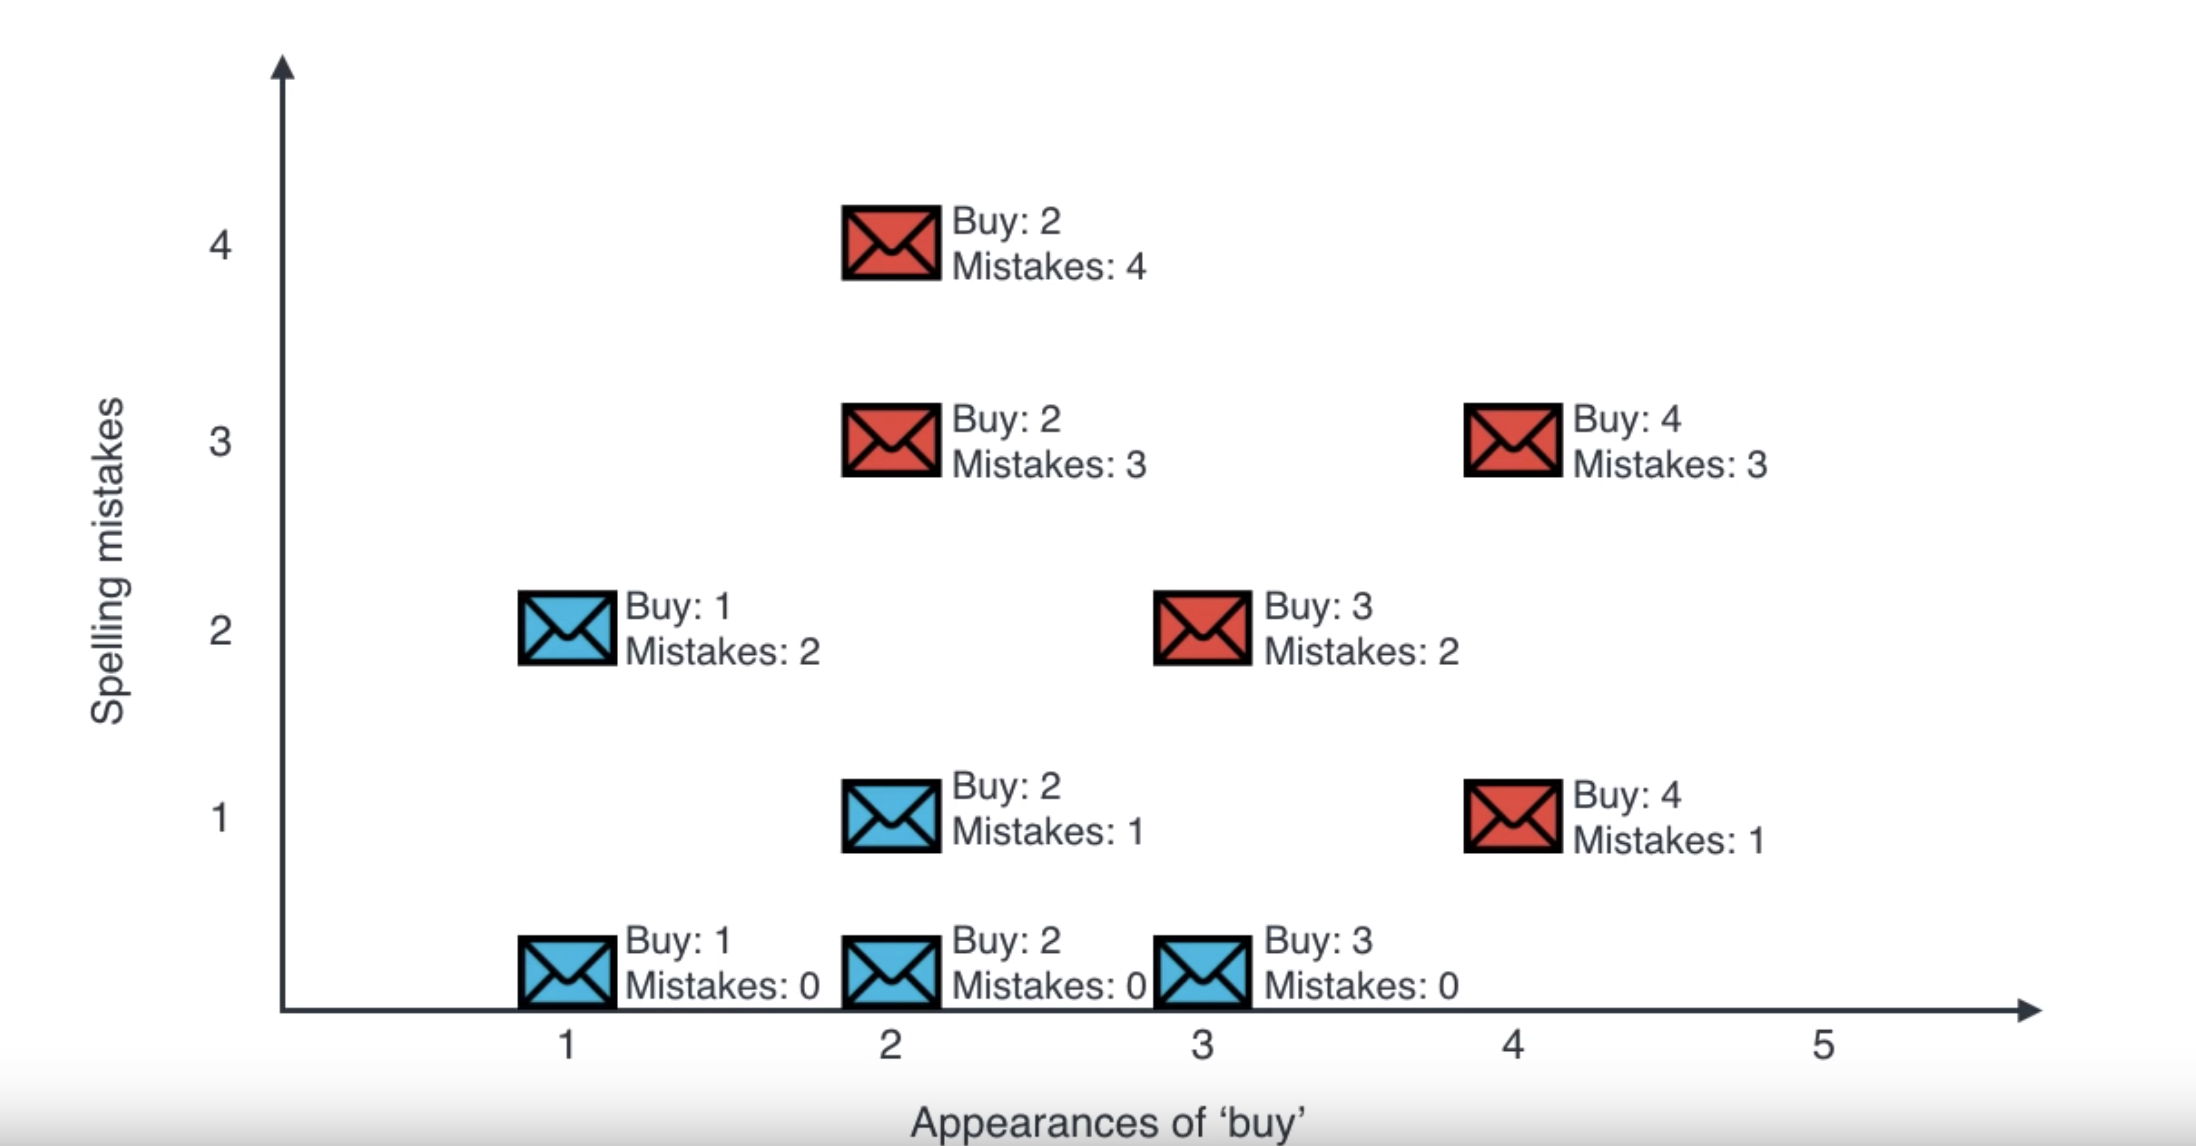 4
Buy: 2
Mistakes: 4
3
Buy: 2
Mistakes: 3
Buy: 4
Mistakes: 3
Spelling mistakes
2
Buy: 1
Mistakes: 2
Buy: 3
Mistakes: 2
1
Buy: 2
Mistakes: 1
Buy: 4
Mistakes: 1
Buy: 1
Mistakes: 0
Buy: 2
Mistakes: 0
Buy: 3
Mistakes: 0
1 2 3 4 5
Appearances of ‘buy’